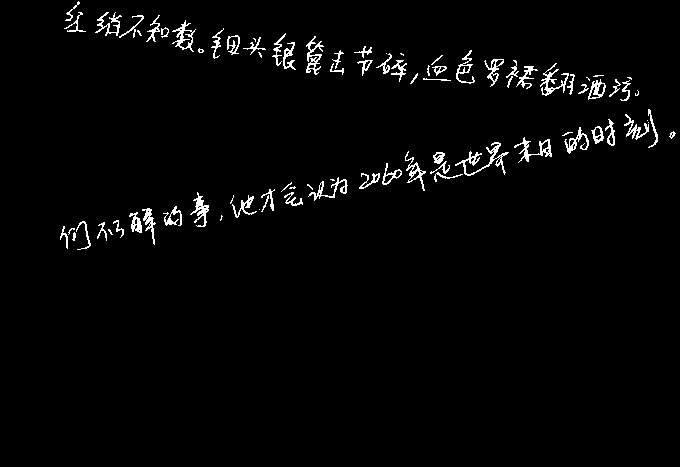 红绡不知数。钿头银篦击节碎，血色罗裙翻酒污。
们不解的事，他才会认为2060年是世界末日的时刻。